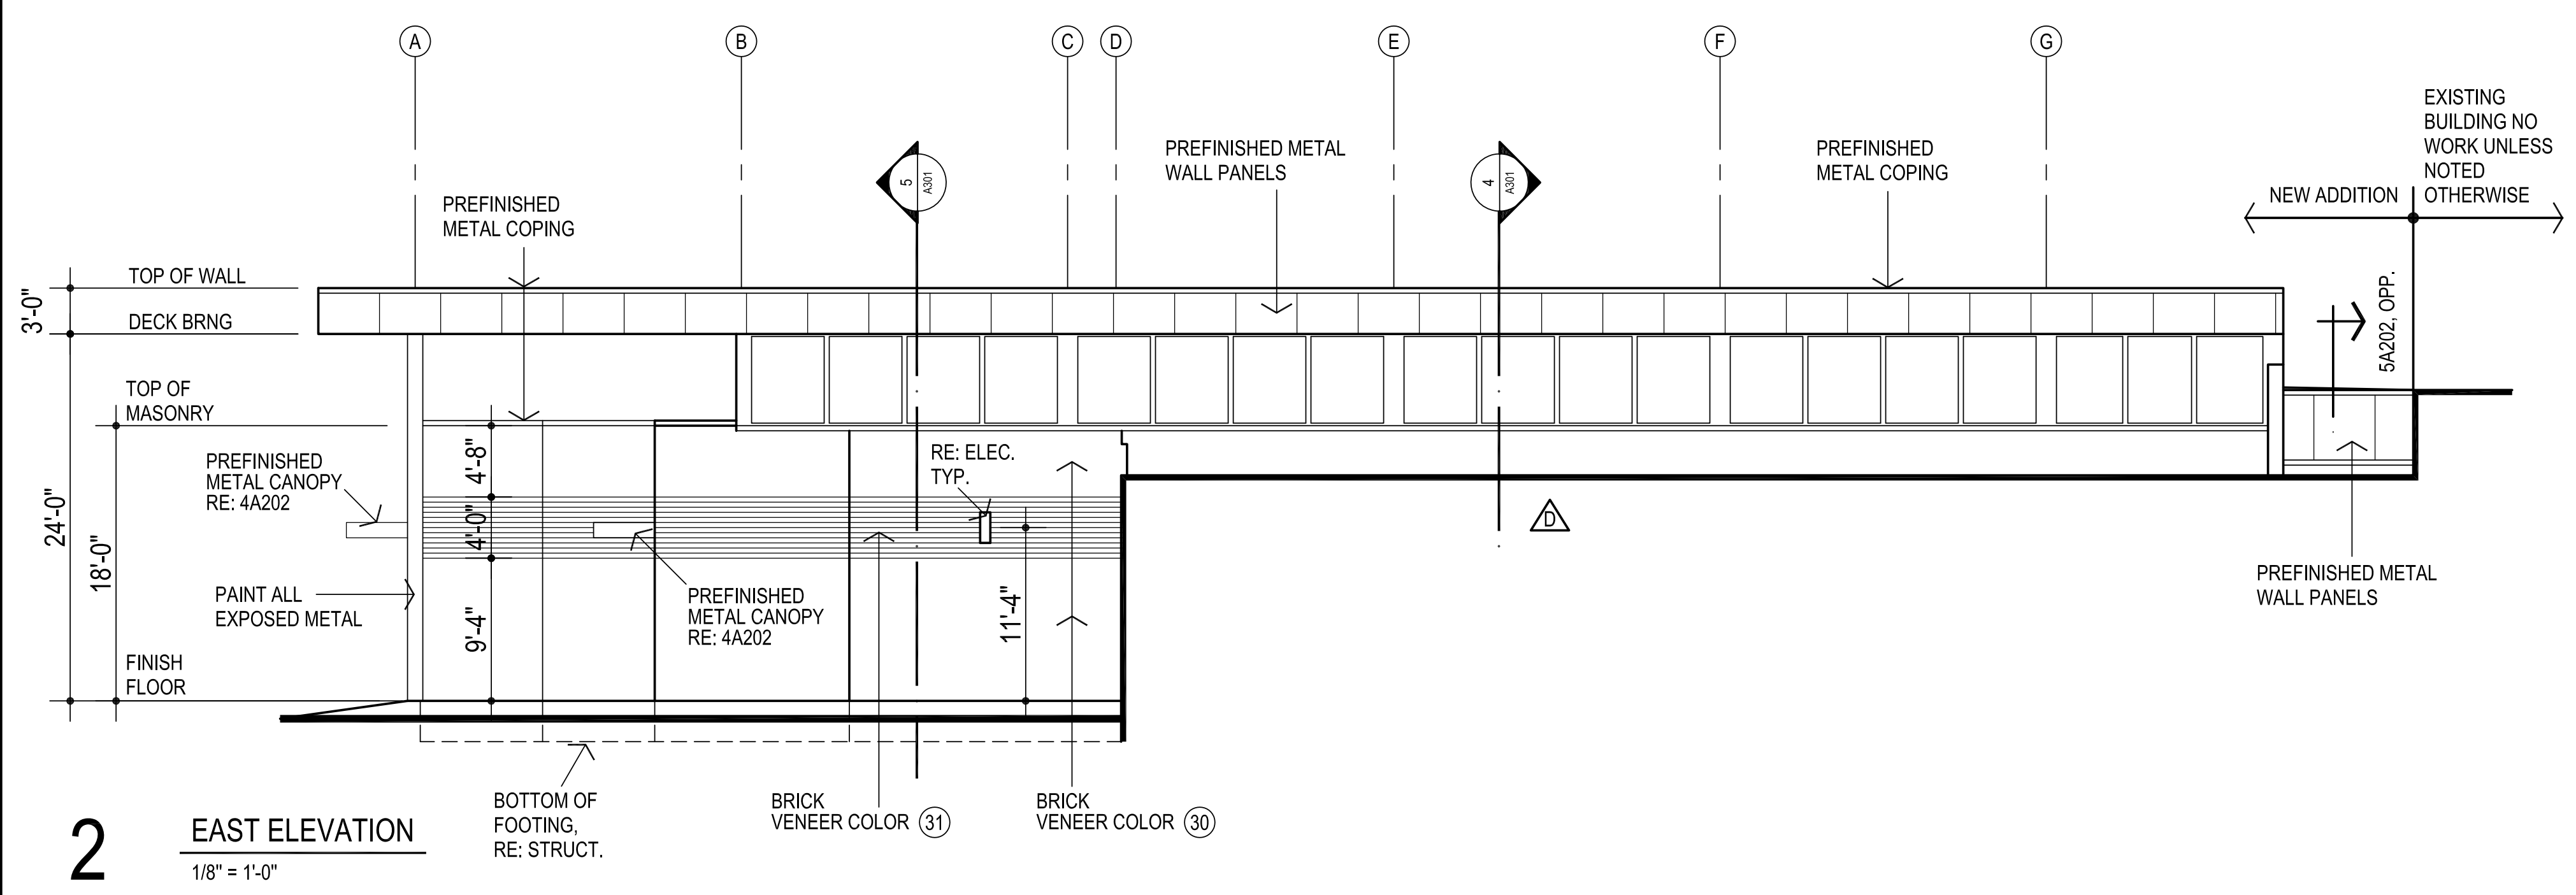 A
B
C
D
E
F
G
EXISTING
BUILDING NO
WORK UNLESS
NOTED
OTHERWISE
NEW ADDITION
PREFINISHED METAL
WALL PANELS
PREFINISHED
METAL COPING
PREFINISHED
METAL COPING
5
A301
4
A301
TOP OF WALL
3'-0"
DECK BRNG
5A202, OPP.
TOP OF
MASONRY
24'-0"
18'-0"
PREFINISHED
METAL CANOPY
RE: 4A202
4'-8"
4'-0"
9'-4"
RE: ELEC.
TYP.
D
PAINT ALL
EXPOSED METAL
PREFINISHED
METAL CANOPY
RE: 4A202
11'-4"
PREFINISHED METAL
WALL PANELS
FINISH
FLOOR
BOTTOM OF
FOOTING,
RE: STRUCT.
BRICK
VENEER COLOR 31
BRICK
VENEER COLOR 30
2
EAST ELEVATION
1/8" = 1'-0"